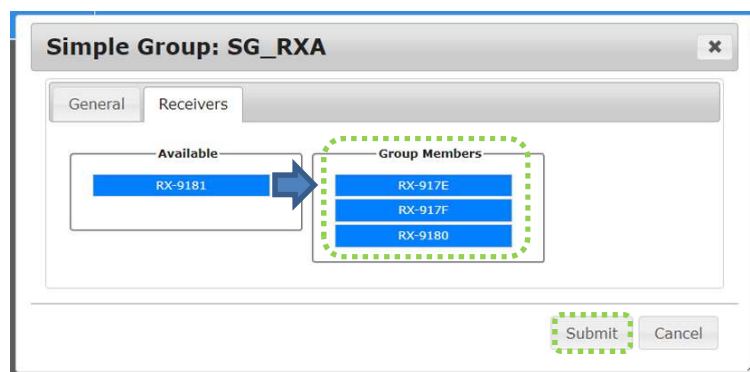 Simple Group: SG_RXA
General Receivers
Available
RX-9181
Group Members
RX-917E
RX-917F
RX-9180
Submit Cancel